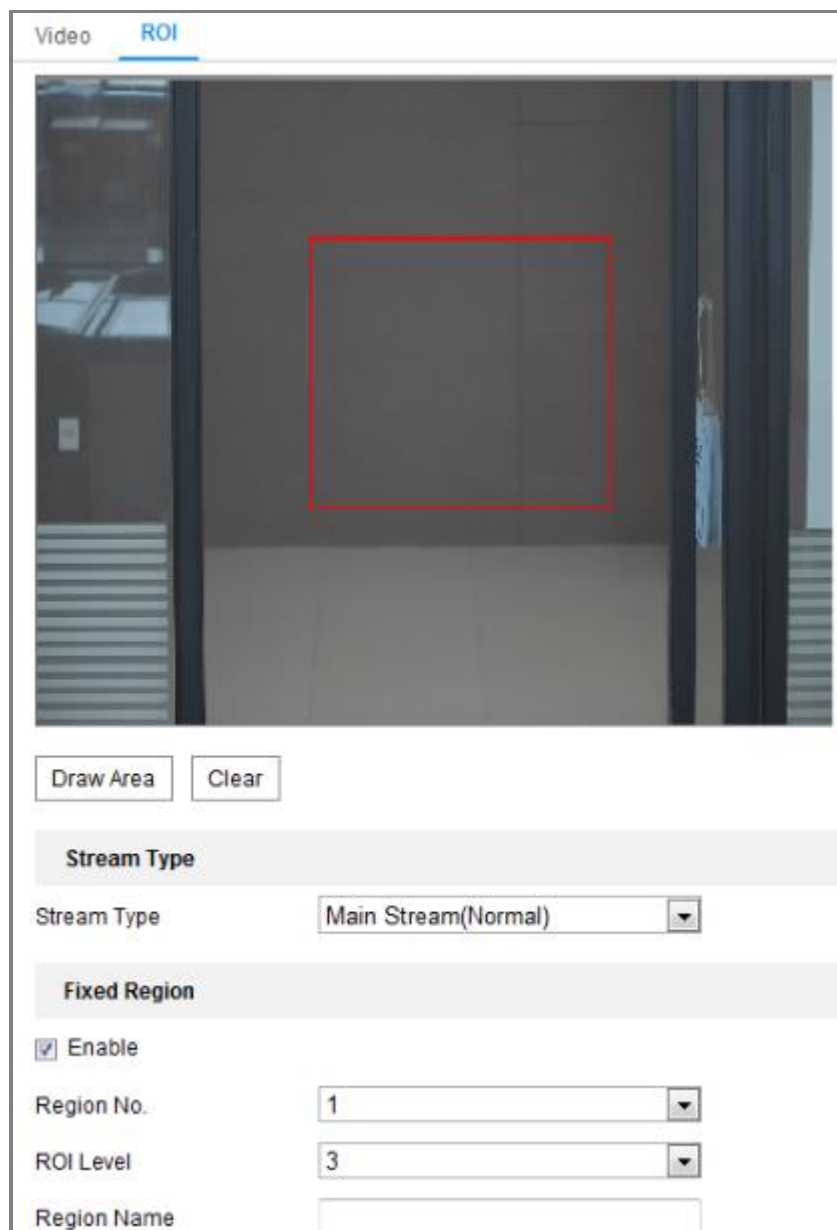 Video ROI
Draw Area Clear
Stream Type
Stream Type Main Stream(Normal)
Fixed Region
Enable
Region No. 1
ROI Level 3
Region Name